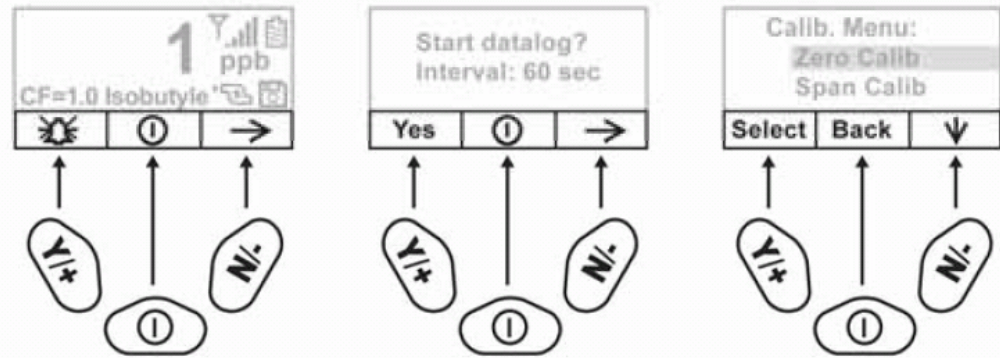 1
ppb
CF=1.0 Isobutyle
Y/+
N/-
Start datalog?
Interval: 60 sec
Yes
Y/+
N/-
Calib. Menu:
Zero Calib
Span Calib
Select Back
Y/+
N/-